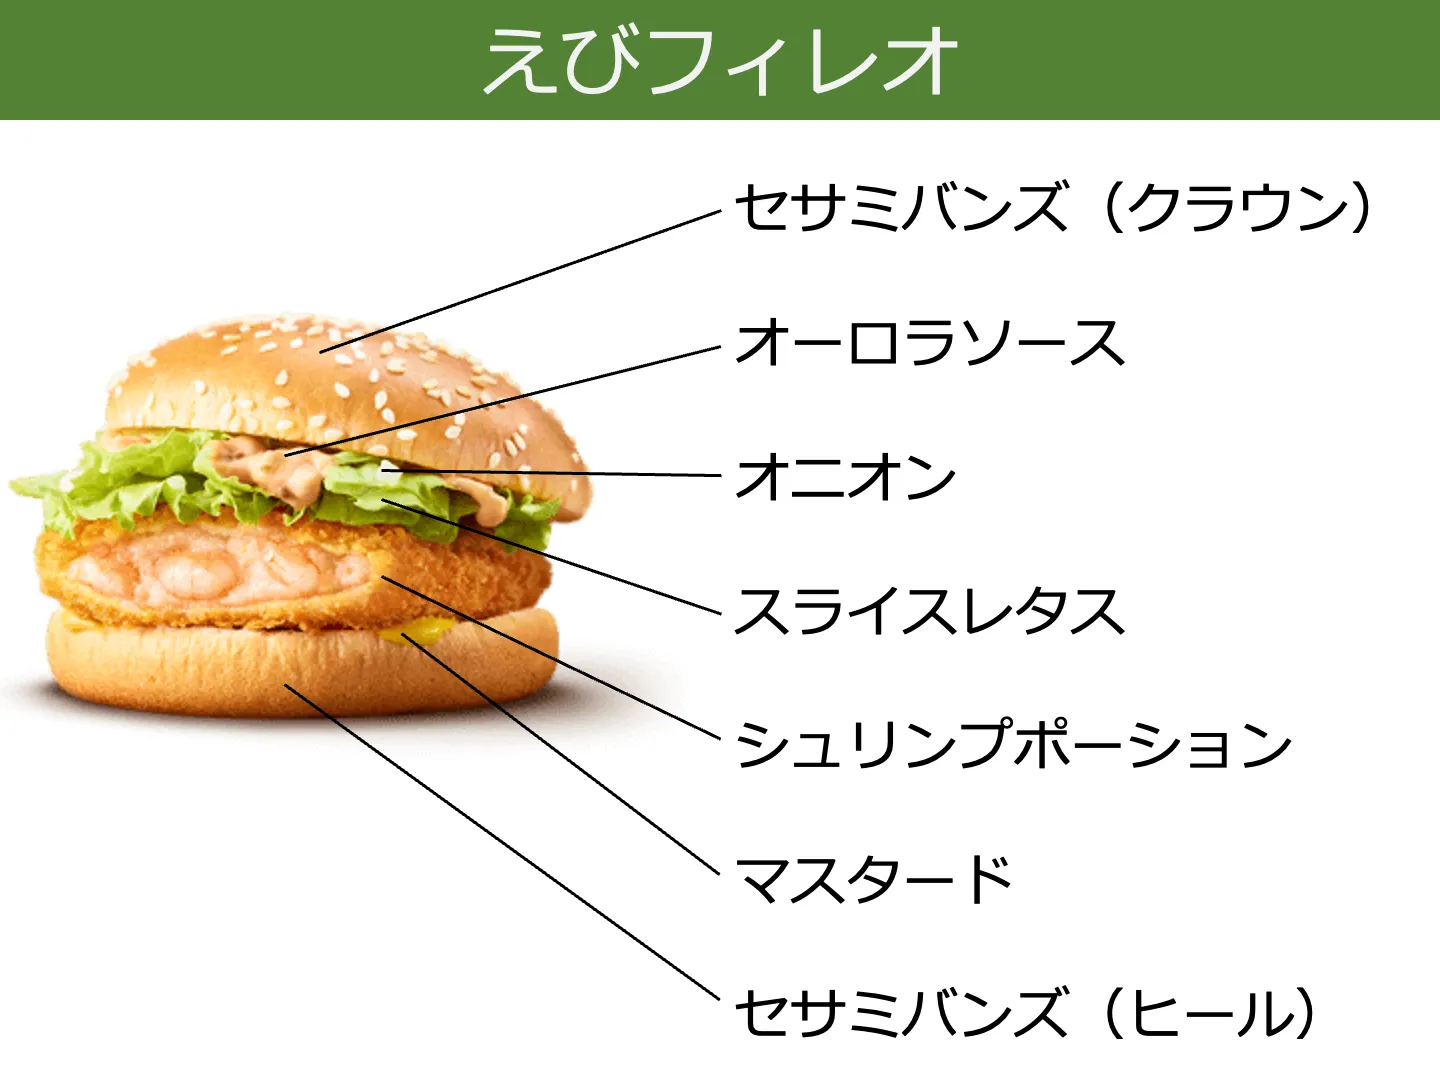 えびフィレオ
セサミバンズ（クラウン）
オーロラソース
オニオン
スライスレタス
シュリンプポーション
マスタード
セサミバンズ（ヒール）